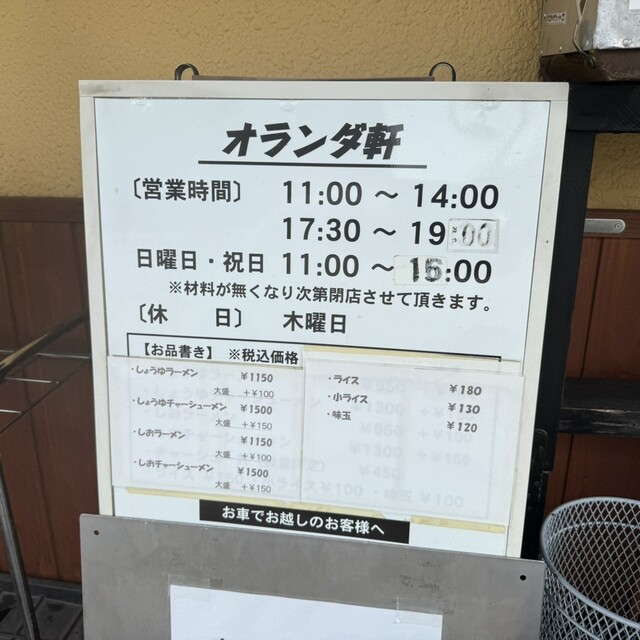 オランダ軒
〔営業時間〕 11:00 ～ 14:00
17:30 ～ 19:00
日曜日・祝日 11:00 ～ 15:00
※材料が無くなり次第閉店させて頂きます。
〔休　日〕 木曜日
【お品書き】 ※税込価格
・しょうゆラーメン ¥1150
大盛 +¥100
・しょうゆチャーシューメン ¥1500
大盛 +¥150
・しおラーメン ¥1150
大盛 +¥100
・しおチャーシューメン ¥1500
大盛 +¥150
・ライス ¥180
・小ライス ¥130
・味玉 ¥120
お車でお越しのお客様へ